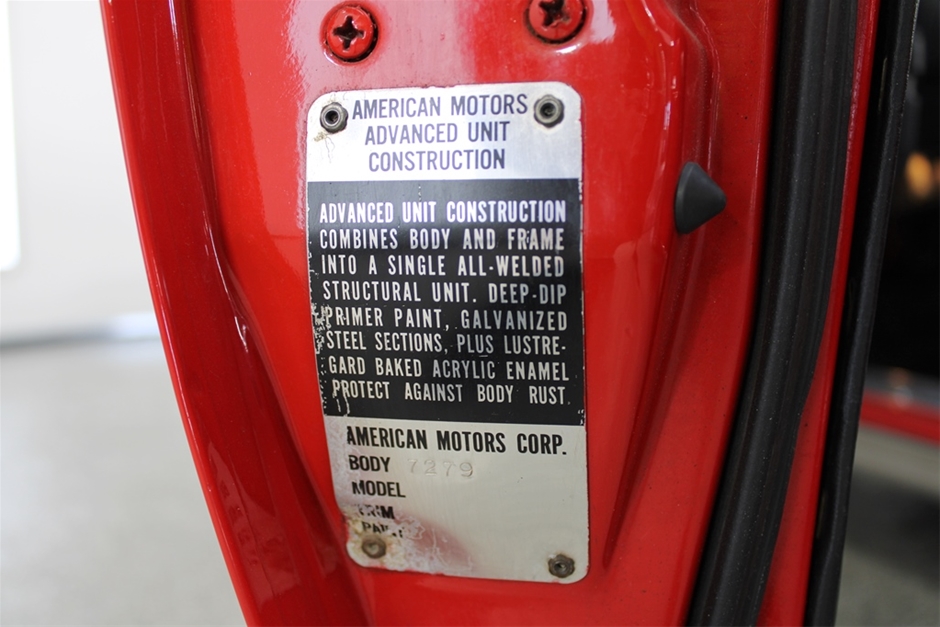 AMERICAN MOTORS
ADVANCED UNIT
CONSTRUCTION
ADVANCED UNIT CONSTRUCTION
COMBINES BODY AND FRAME
INTO A SINGLE ALL-WELDED
STRUCTURAL UNIT. DEEP-DIP
PRIMER PAINT, GALVANIZED
STEEL SECTIONS, PLUS LUSTRE-
GARD BAKED ACRYLIC ENAMEL
PROTECT AGAINST BODY RUST.
AMERICAN MOTORS CORP.
BODY 7279
MODEL
TRIM